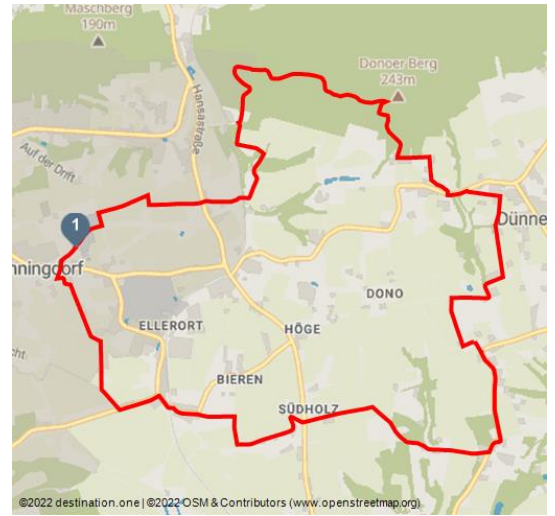 Maschberg
190m
Donoer Berg
243m
Hansastraße
Auf der Drift
1
nningdorf
Dünne
DONO
ELLERORT
HÖGE
BIEREN
SÜDHOLZ
©2022 destination.one | ©2022 OSM & Contributors (www.openstreetmap.org)